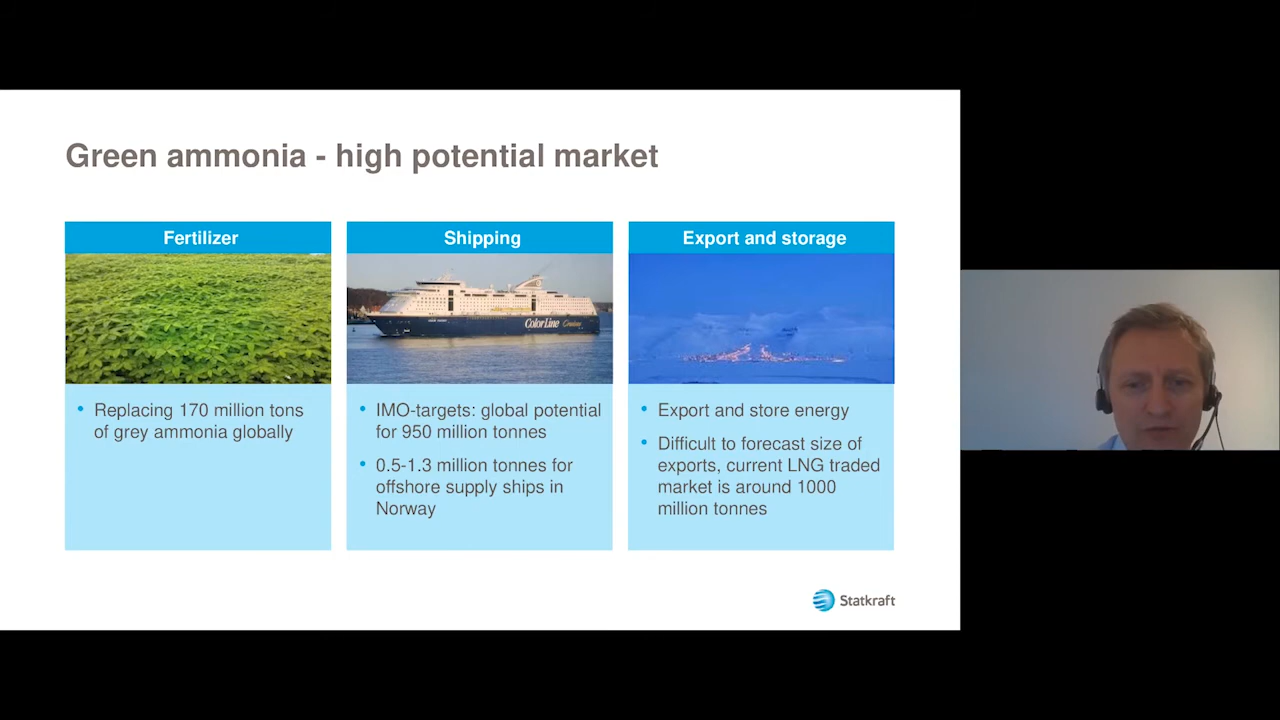 Green ammonia - high potential market
Fertilizer
Replacing 170 million tons
of grey ammonia globally
Shipping
ColorLine
IMO-targets: global potential
for 950 million tonnes
0.5-1.3 million tonnes for
offshore supply ships in
Norway
Export and storage
Export and store energy
Difficult to forecast size of
exports, current LNG traded
market is around 1000
million tonnes
Statkraft